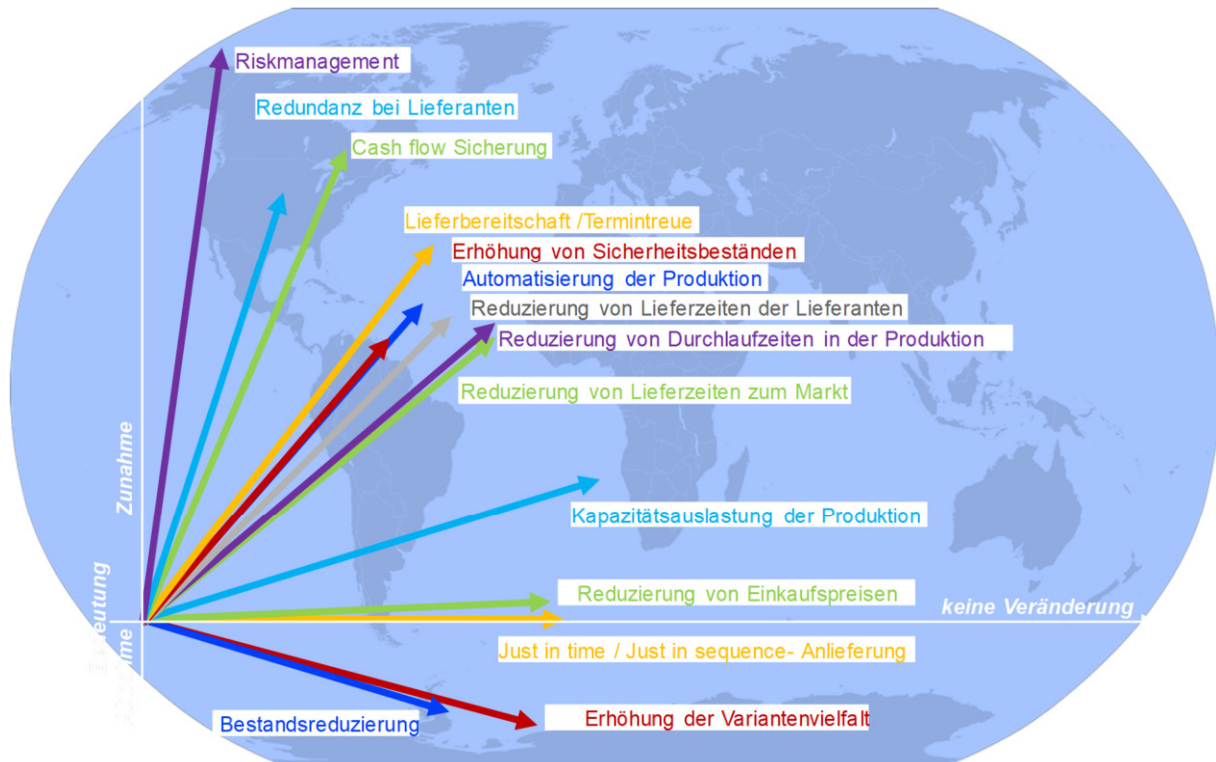 Riskmanagement
Redundanz bei Lieferanten
Cash flow Sicherung
Lieferbereitschaft /Termintreue
Erhöhung von Sicherheitsbeständen
Automatisierung der Produktion
Reduzierung von Lieferzeiten der Lieferanten
Reduzierung von Durchlaufzeiten in der Produktion
Reduzierung von Lieferzeiten zum Markt
Zunahme
Kapazitätsauslastung der Produktion
Reduzierung von Einkaufspreisen
keine Veränderung
Just in time / Just in sequence- Anlieferung
Bestandsreduzierung
Erhöhung der Variantenvielfalt